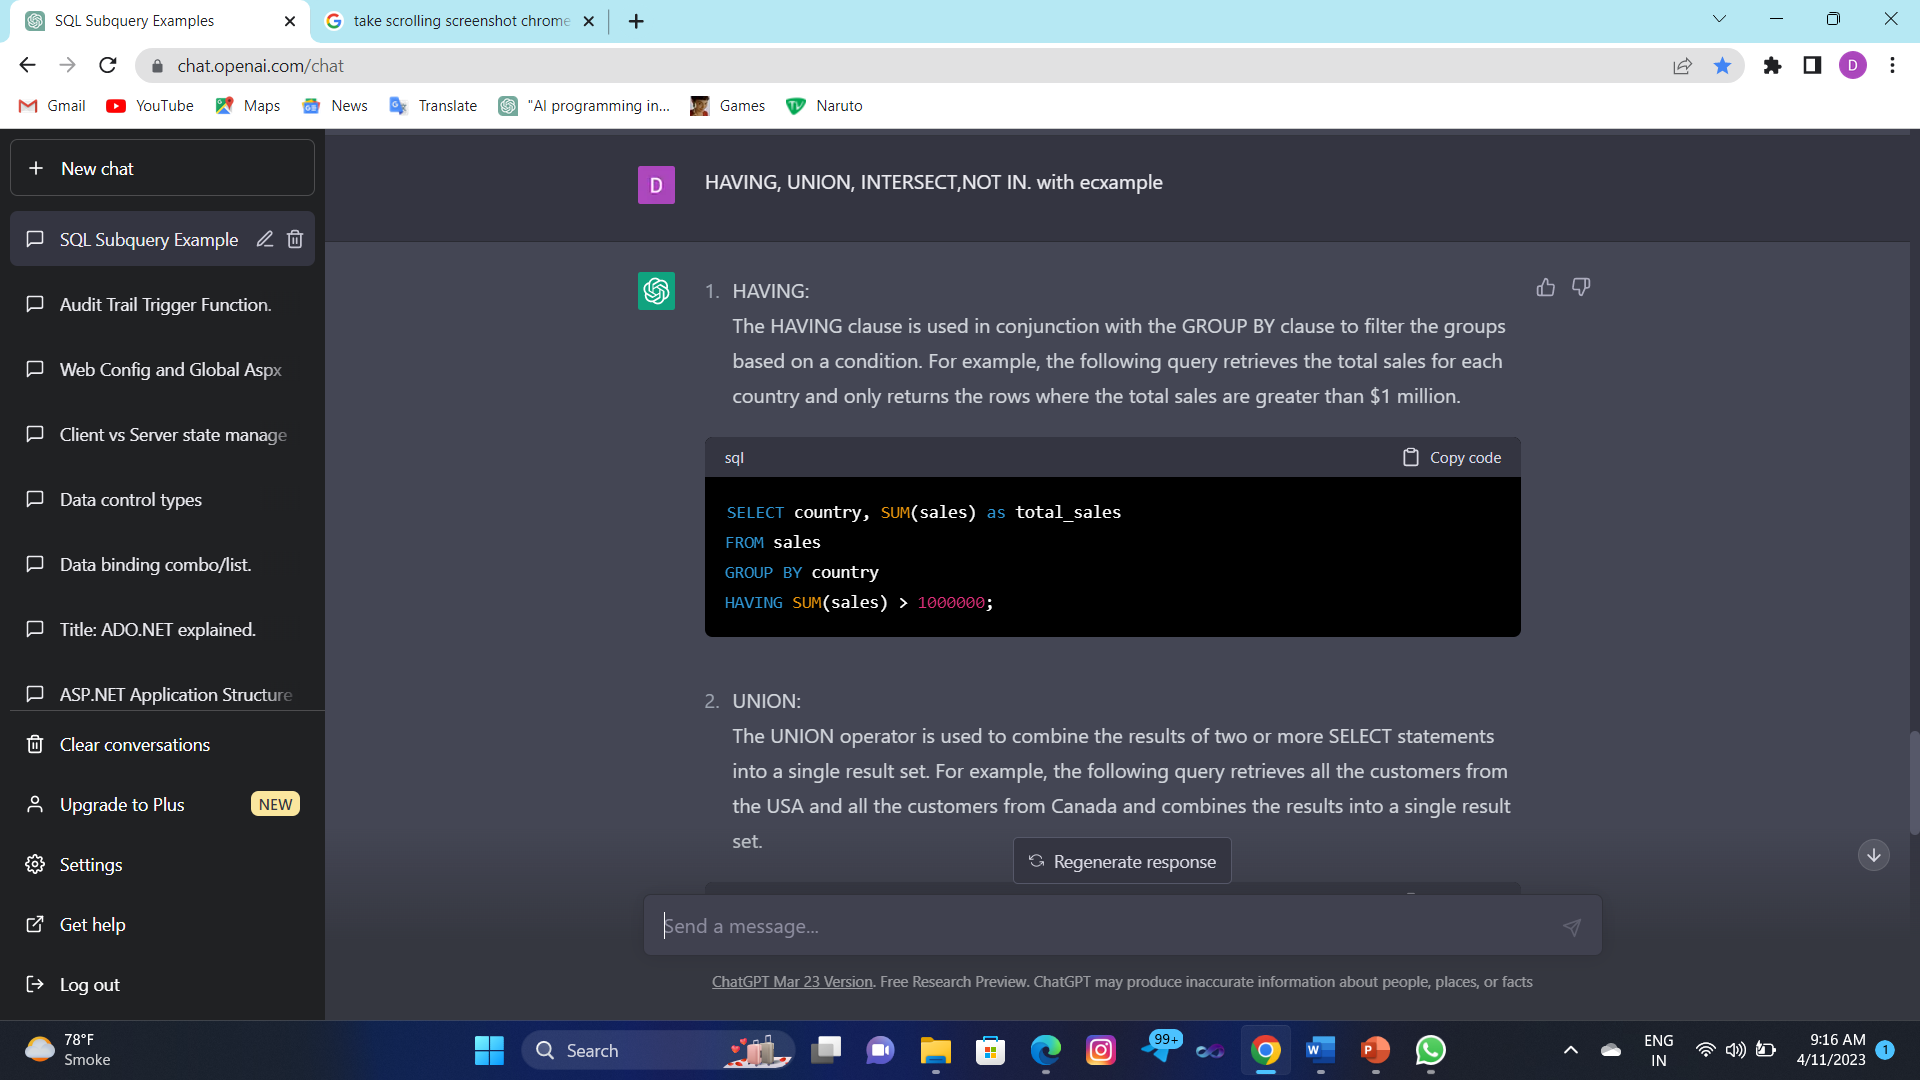 SQL Subquery Examples
take scrolling screenshot chrome
chat.openai.com/chat
D
Gmail
YouTube
Maps
News
Translate
"AI programming in...
Games
Naruto
New chat
SQL Subquery Example
Audit Trail Trigger Function.
Web Config and Global Aspx
Client vs Server state manage
Data control types
Data binding combo/list.
Title: ADO.NET explained.
ASP.NET Application Structure
Clear conversations
Upgrade to Plus NEW
Settings
Get help
Log out
D
HAVING, UNION, INTERSECT,NOT IN. with ecxample
1. HAVING:
The HAVING clause is used in conjunction with the GROUP BY clause to filter the groups
based on a condition. For example, the following query retrieves the total sales for each
country and only returns the rows where the total sales are greater than $1 million.
sql Copy code
SELECT country, SUM(sales) as total_sales
FROM sales
GROUP BY country
HAVING SUM(sales) > 1000000;
2. UNION:
The UNION operator is used to combine the results of two or more SELECT statements
into a single result set. For example, the following query retrieves all the customers from
the USA and all the customers from Canada and combines the results into a single result
set.
Regenerate response
Send a message...
ChatGPT Mar 23 Version. Free Research Preview. ChatGPT may produce inaccurate information about people, places, or facts
78°F
Smoke
Search
99+
W
P
ENG
IN
9:16 AM
4/11/2023
1